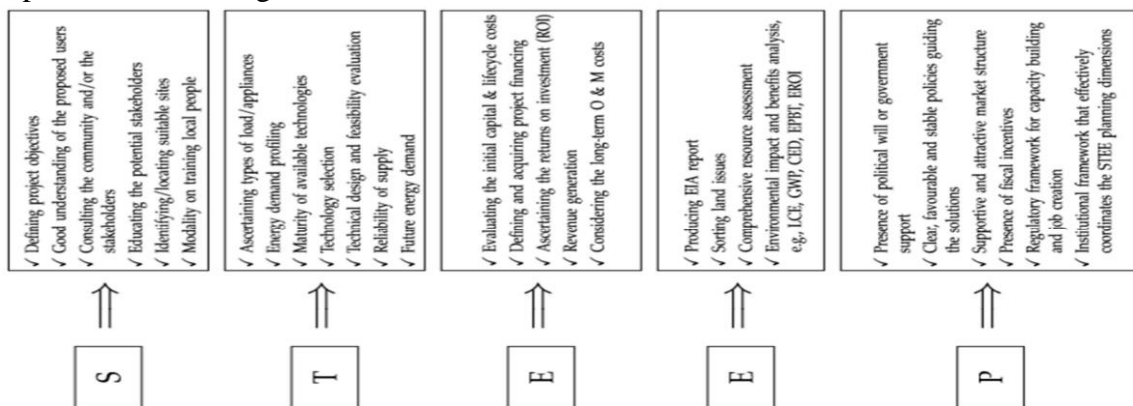 S
✓ Defining project objectives
✓ Good understanding of the proposed users
✓ Consulting the community and/or the
stakeholders
✓ Educating the potential stakeholders
✓ Identifying/locating suitable sites
✓ Modality on training local people
T
✓ Ascertaining types of load/appliances
✓ Energy demand profiling
✓ Maturity of available technologies
✓ Technology selection
✓ Technical design and feasibility evaluation
✓ Reliability of supply
✓ Future energy demand
E
✓ Evaluating the initial capital & lifecycle costs
✓ Defining and acquiring project financing
✓ Ascertaining the returns on investment (ROI)
✓ Revenue generation
✓ Considering the long-term O & M costs
E
✓ Producing EIA report
✓ Sorting land issues
✓ Comprehensive resource assessment
✓ Environmental impact and benefits analysis,
e.g., LCE, GWP, CED, EPBT, EROI
P
✓ Presence of political will or government
support
✓ Clear, favourable and stable policies guiding
the solutions
✓ Supportive and attractive market structure
✓ Presence of fiscal incentives
✓ Regulatory framework for capacity building
and job creation
✓ Institutional framework that effectively
coordinates the STEE planning dimensions